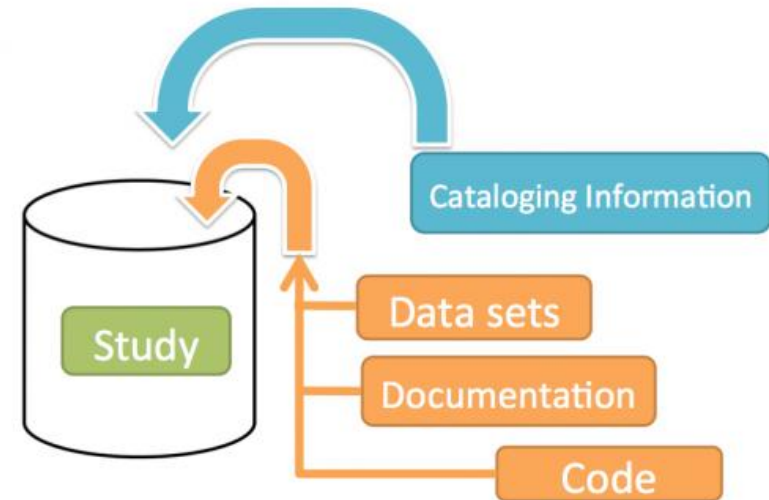 Cataloging Information
Data sets
Study
Documentation
Code